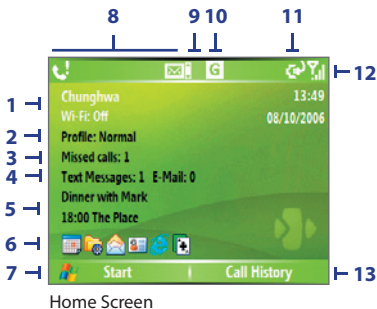 8 9 10 11
G
12
1 Chunghwa 13:49
Wi-Fi: Off 08/10/2006
2 Profile: Normal
3 Missed calls: 1
4 Text Messages: 1 E-Mail: 0
5 Dinner with Mark
18:00 The Place
6
7 Start Call History 13
Home Screen